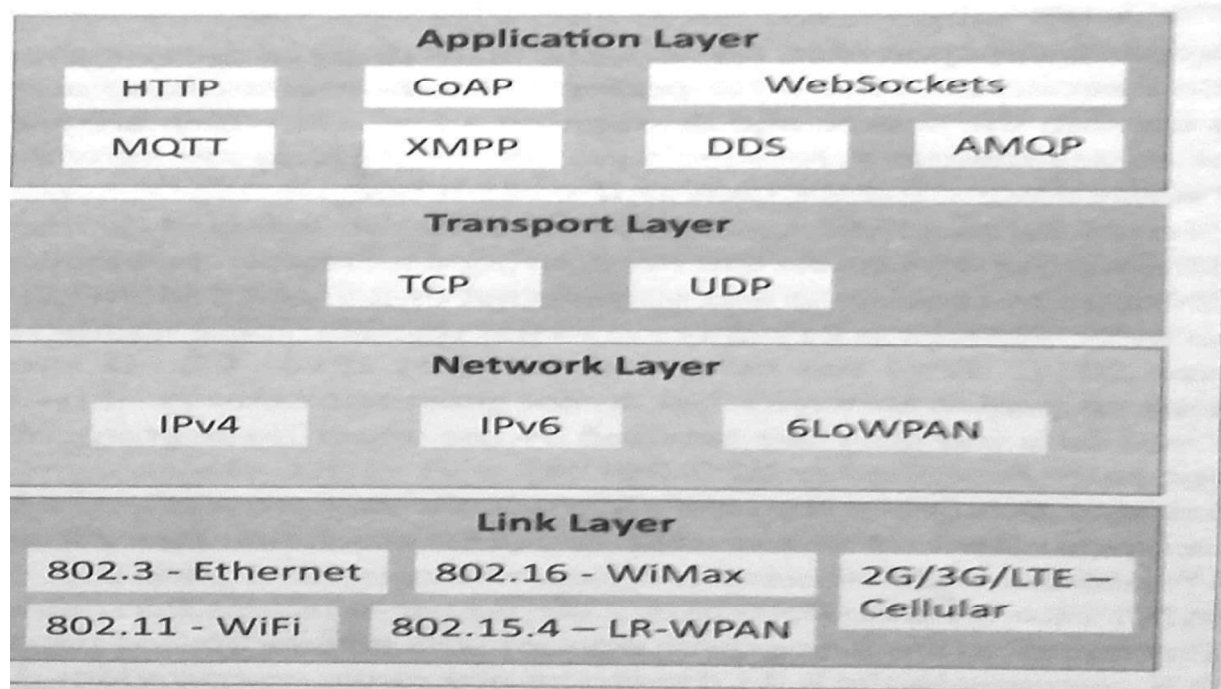 Application Layer
HTTP CoAP WebSockets
MQTT XMPP DDS AMQP
Transport Layer
TCP UDP
Network Layer
IPv4 IPv6 6LoWPAN
Link Layer
802.3 - Ethernet 802.16 - WiMax 2G/3G/LTE –
Cellular
802.11 - WiFi 802.15.4 – LR-WPAN